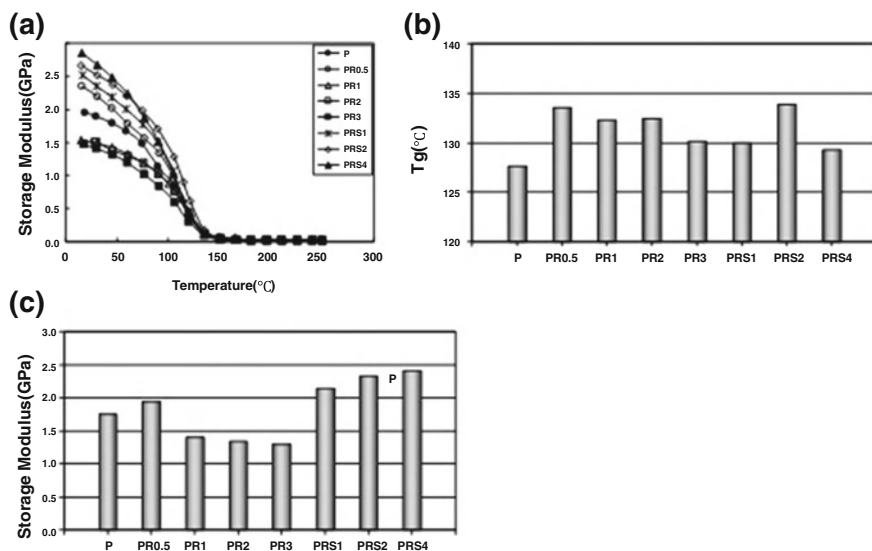 (a)
Storage Modulus(GPa)
2.5
2.0
1.5
1.0
0.5
0.0
0
50
100
150
200
250
300
Temperature(℃)
P
PR0.5
PR1
PR2
PR3
PRS1
PRS2
PRS4
(b)
Tg(℃)
140
135
130
125
120
P PR0.5 PR1 PR2 PR3 PRS1 PRS2 PRS4
(c)
Storage Modulus(GPa)
3.0
2.5
2.0
1.5
1.0
0.5
0.0
P
P PR0.5 PR1 PR2 PR3 PRS1 PRS2 PRS4